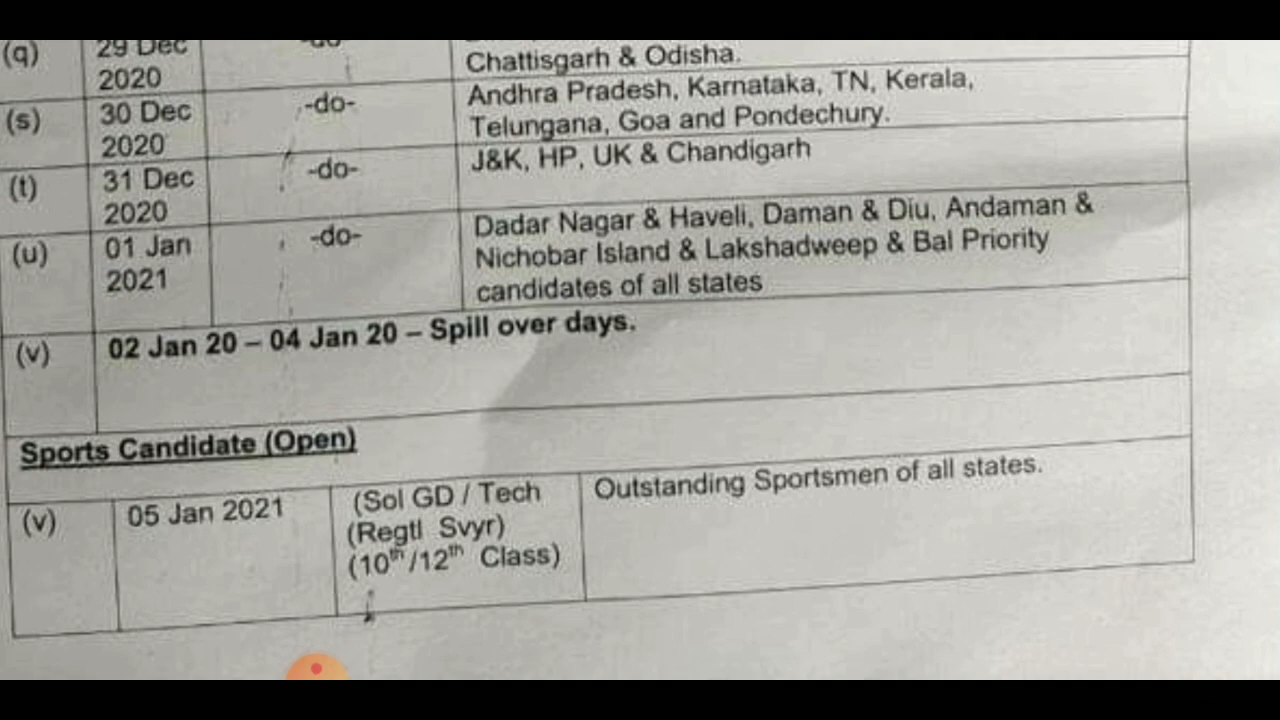 (q) 29 Dec -do-
2020 Chattisgarh & Odisha.
(s) 30 Dec -do- Andhra Pradesh, Karnataka, TN, Kerala,
2020 Telungana, Goa and Pondechury.
(t) 31 Dec -do- J&K, HP, UK & Chandigarh
2020
(u) 01 Jan -do- Dadar Nagar & Haveli, Daman & Diu, Andaman &
2021 Nichobar Island & Lakshadweep & Bal Priority
candidates of all states
(v) 02 Jan 20 – 04 Jan 20 – Spill over days.
Sports Candidate (Open)
(v) 05 Jan 2021 (Sol GD / Tech Outstanding Sportsmen of all states.
(Regtl Svyr)
(10th/12th Class)